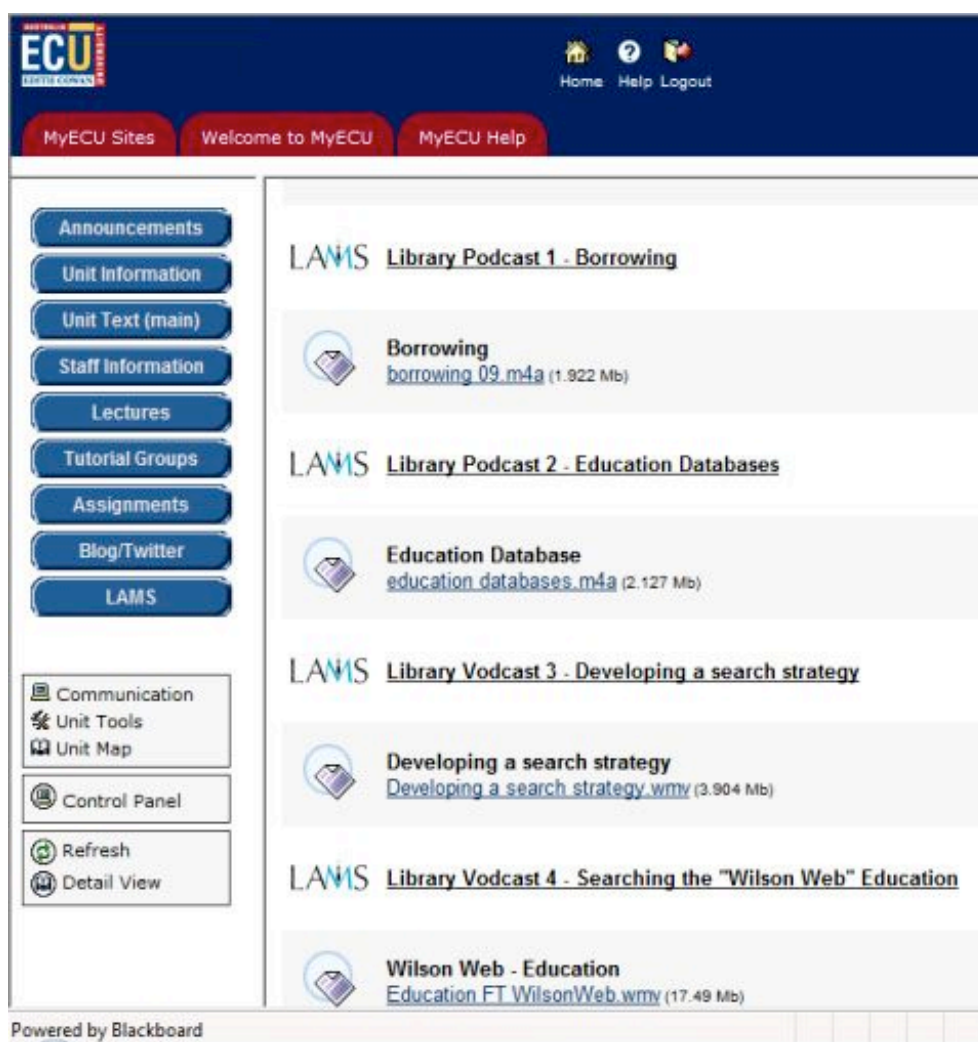 AUSTRALIA
ECU
EDITH COWAN
UNIVERSITY
Home Help Logout
MyECU Sites Welcome to MyECU MyECU Help
Announcements
Unit Information
Unit Text (main)
Staff Information
Lectures
Tutorial Groups
Assignments
Blog/Twitter
LAMS
Communication
Unit Tools
Unit Map
Control Panel
Refresh
Detail View
LAMS Library Podcast 1 - Borrowing
Borrowing
borrowing 09.m4a (1.922 Mb)
LAMS Library Podcast 2 - Education Databases
Education Database
education databases.m4a (2.127 Mb)
LAMS Library Vodcast 3 - Developing a search strategy
Developing a search strategy
Developing a search strategy.wmv (3.904 Mb)
LAMS Library Vodcast 4 - Searching the "Wilson Web" Education
Wilson Web - Education
Education FT WilsonWeb.wmv (17.49 Mb)
Powered by Blackboard